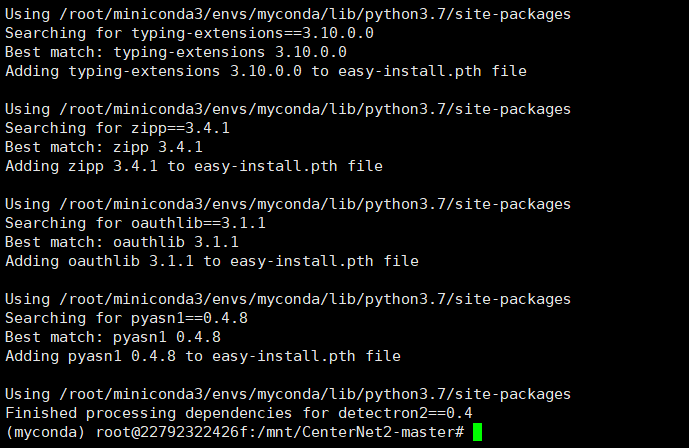 Using /root/miniconda3/envs/myconda/lib/python3.7/site-packages
Searching for typing-extensions==3.10.0.0
Best match: typing-extensions 3.10.0.0
Adding typing-extensions 3.10.0.0 to easy-install.pth file
Using /root/miniconda3/envs/myconda/lib/python3.7/site-packages
Searching for zipp==3.4.1
Best match: zipp 3.4.1
Adding zipp 3.4.1 to easy-install.pth file
Using /root/miniconda3/envs/myconda/lib/python3.7/site-packages
Searching for oauthlib==3.1.1
Best match: oauthlib 3.1.1
Adding oauthlib 3.1.1 to easy-install.pth file
Using /root/miniconda3/envs/myconda/lib/python3.7/site-packages
Searching for pyasn1==0.4.8
Best match: pyasn1 0.4.8
Adding pyasn1 0.4.8 to easy-install.pth file
Using /root/miniconda3/envs/myconda/lib/python3.7/site-packages
Finished processing dependencies for detectron2==0.4
(myconda) root@22792322426f:/mnt/CenterNet2-master#